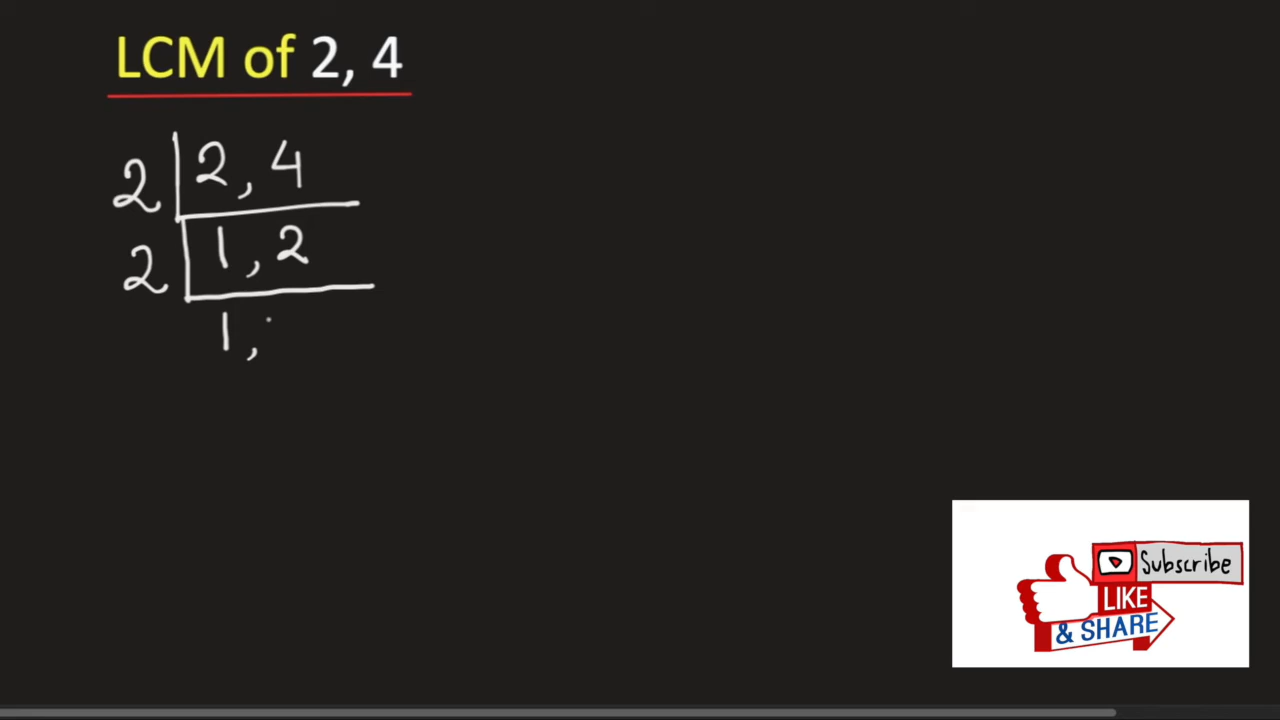 LCM of 2, 4
2 2, 4
2 1, 2
1,
Subscribe
LIKE
& SHARE